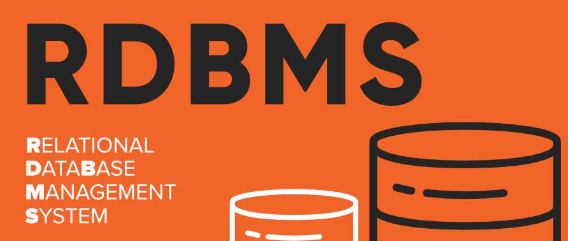 RDBMS
RELATIONAL
DATABASE
MANAGEMENT
SYSTEM